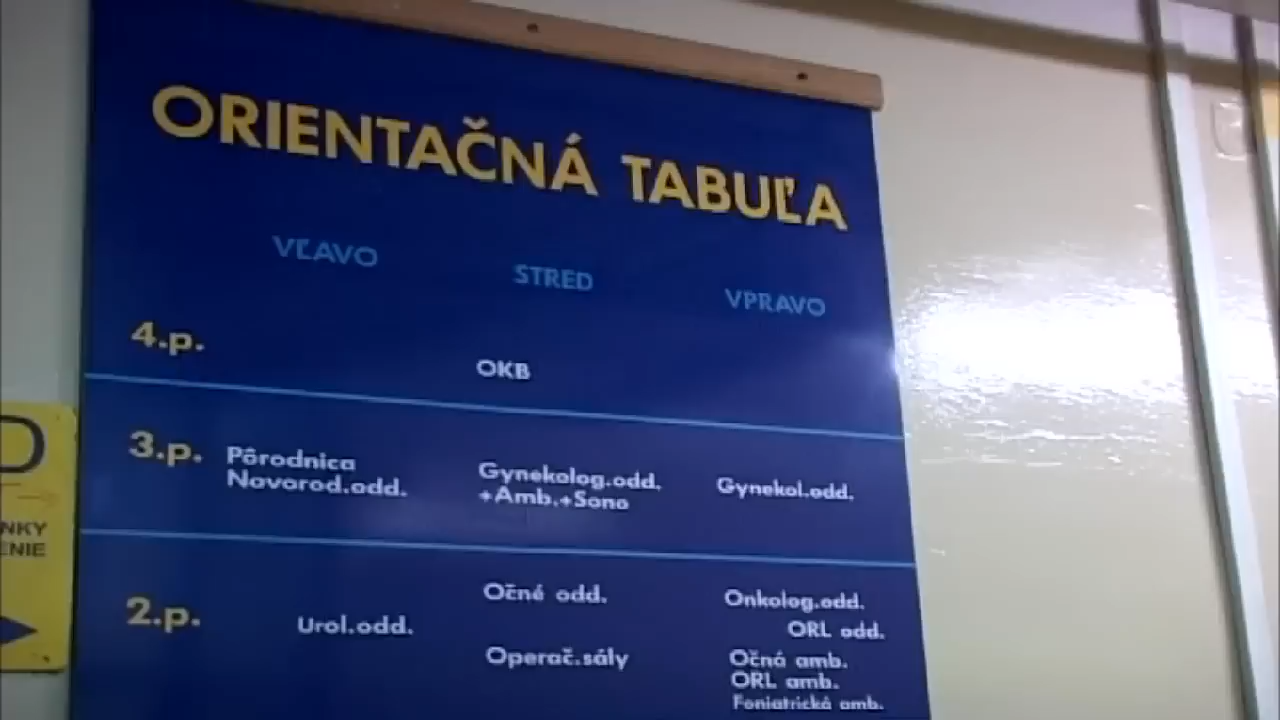 ORIENTAČNÁ TABUĽA
VĽAVO STRED VPRAVO
4.p. OKB
3.p. Pôrodnica Gynekolog.odd. Gynekol.odd.
Novorod.odd. +Amb.+Sono
2.p. Urol.odd. Očné odd. Onkolog.odd.
ORL odd.
Operač.sály Očná amb.
ORL amb.
Foniatrická amb.